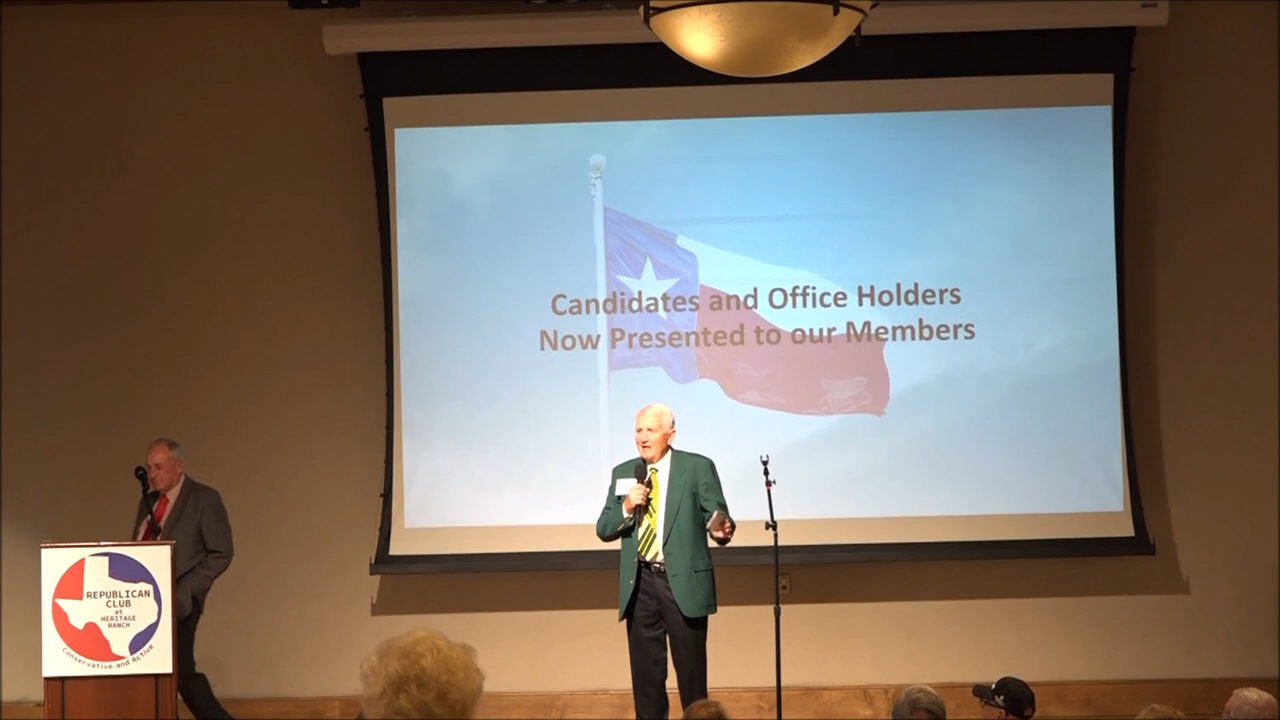 Candidates and Office Holders
Now Presented to our Members
REPUBLICAN
CLUB
at
HERITAGE
RANCH
Conservative and Active